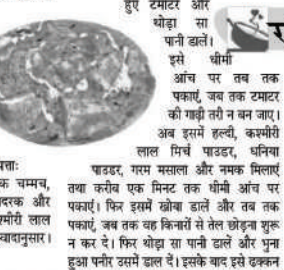 हुए टमाटर और
थोड़ा सा
पानी डालें।
इसे धीमी
आंच पर तब तक
पकाएं, जब तक टमाटर
की गाढ़ी तरी न बन जाए।
अब इसमें हल्दी, कश्मीरी
लाल मिर्च पाउडर, धनिया
पाउडर, गरम मसाला और नमक मिलाएं
तथा करीब एक मिनट तक धीमी आंच पर
पकाएं। फिर इसमें खोया डालें और तब तक
पकाएं, जब तक वह किनारों से तेल छोड़ना शुरू
न कर दे। फिर थोड़ा सा पानी डालें और भुना
हुआ पनीर उसमें डाल दें। इसके बाद इसे ढक्कन
पत्ताः
क चम्मच,
अदरक और
श्मीरी लाल
वादानुसार।